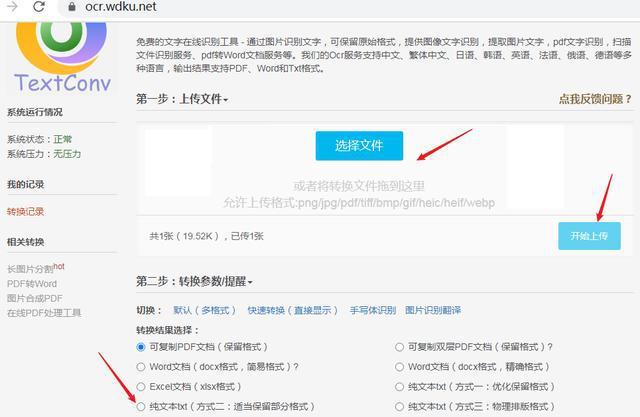 ocr.wdku.net
TextConv
免费的文字在线识别工具 - 通过图片识别文字，可保留原始格式，提供图像文字识别，提取图片文字，pdf文字识别，扫描
文件识别服务、pdf转Word文档服务等。我们的Ocr服务支持中文、繁体中文、日语、韩语、英语、法语、俄语、德语等多
种语言，输出结果支持PDF、Word和Txt格式。
系统运行情况
系统状态：正常
系统压力：无压力
我的记录
转换记录
相关转换
长图片分割hot
PDF转Word
图片合成PDF
在线PDF处理工具
第一步：上传文件
点我反馈问题？
选择文件
或者将转换文件拖到这里
允许上传格式:png/jpg/pdf/tiff/bmp/gif/heic/heif/webp
共1张（19.52K），已传1张
开始上传
第二步：转换参数/提醒
切换： 默认（多格式） 快速转换（直接显示） 手写体识别 图片识别翻译
转换结果选择：
可复制PDF文档（保留格式） 可复制双层PDF文档（保留格式）?
Word文档（docx格式，简易格式）? Word文档（docx格式，精确格式）
Excel文档（xlsx格式） 纯文本txt（方式一：优化保留格式）
纯文本txt（方式二：适当保留部分格式） 纯文本txt（方式三：物理排版格式）